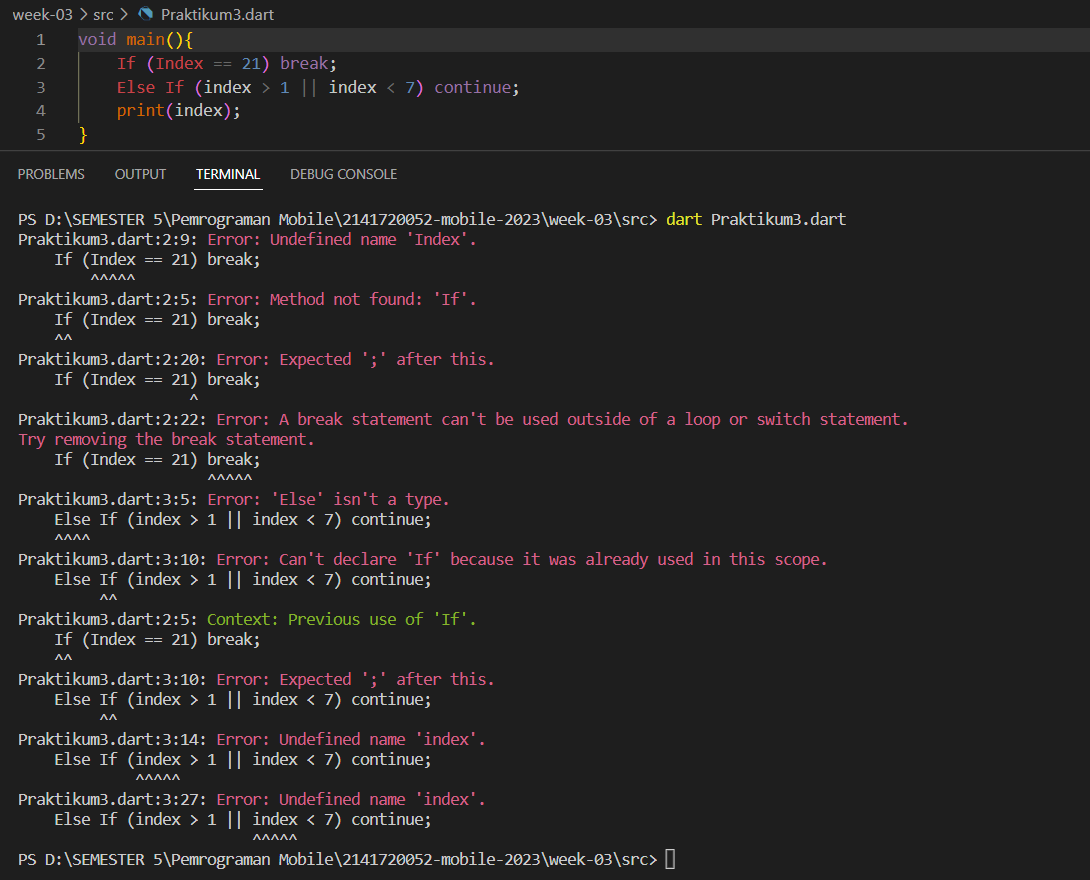 week-03 > src > Praktikum3.dart
1 void main(){
2     If (Index == 21) break;
3     Else If (index > 1 || index < 7) continue;
4     print(index);
5 }
PROBLEMS OUTPUT TERMINAL DEBUG CONSOLE
PS D:\SEMESTER 5\Pemrograman Mobile\2141720052-mobile-2023\week-03\src> dart Praktikum3.dart
Praktikum3.dart:2:9: Error: Undefined name 'Index'.
    If (Index == 21) break;
        ^^^^^
Praktikum3.dart:2:5: Error: Method not found: 'If'.
    If (Index == 21) break;
    ^^
Praktikum3.dart:2:20: Error: Expected ';' after this.
    If (Index == 21) break;
                   ^
Praktikum3.dart:2:22: Error: A break statement can't be used outside of a loop or switch statement.
Try removing the break statement.
    If (Index == 21) break;
                     ^^^^^
Praktikum3.dart:3:5: Error: 'Else' isn't a type.
    Else If (index > 1 || index < 7) continue;
    ^^^^
Praktikum3.dart:3:10: Error: Can't declare 'If' because it was already used in this scope.
    Else If (index > 1 || index < 7) continue;
         ^^
Praktikum3.dart:2:5: Context: Previous use of 'If'.
    If (Index == 21) break;
    ^^
Praktikum3.dart:3:10: Error: Expected ';' after this.
    Else If (index > 1 || index < 7) continue;
         ^^
Praktikum3.dart:3:14: Error: Undefined name 'index'.
    Else If (index > 1 || index < 7) continue;
             ^^^^^
Praktikum3.dart:3:27: Error: Undefined name 'index'.
    Else If (index > 1 || index < 7) continue;
                          ^^^^^
PS D:\SEMESTER 5\Pemrograman Mobile\2141720052-mobile-2023\week-03\src>